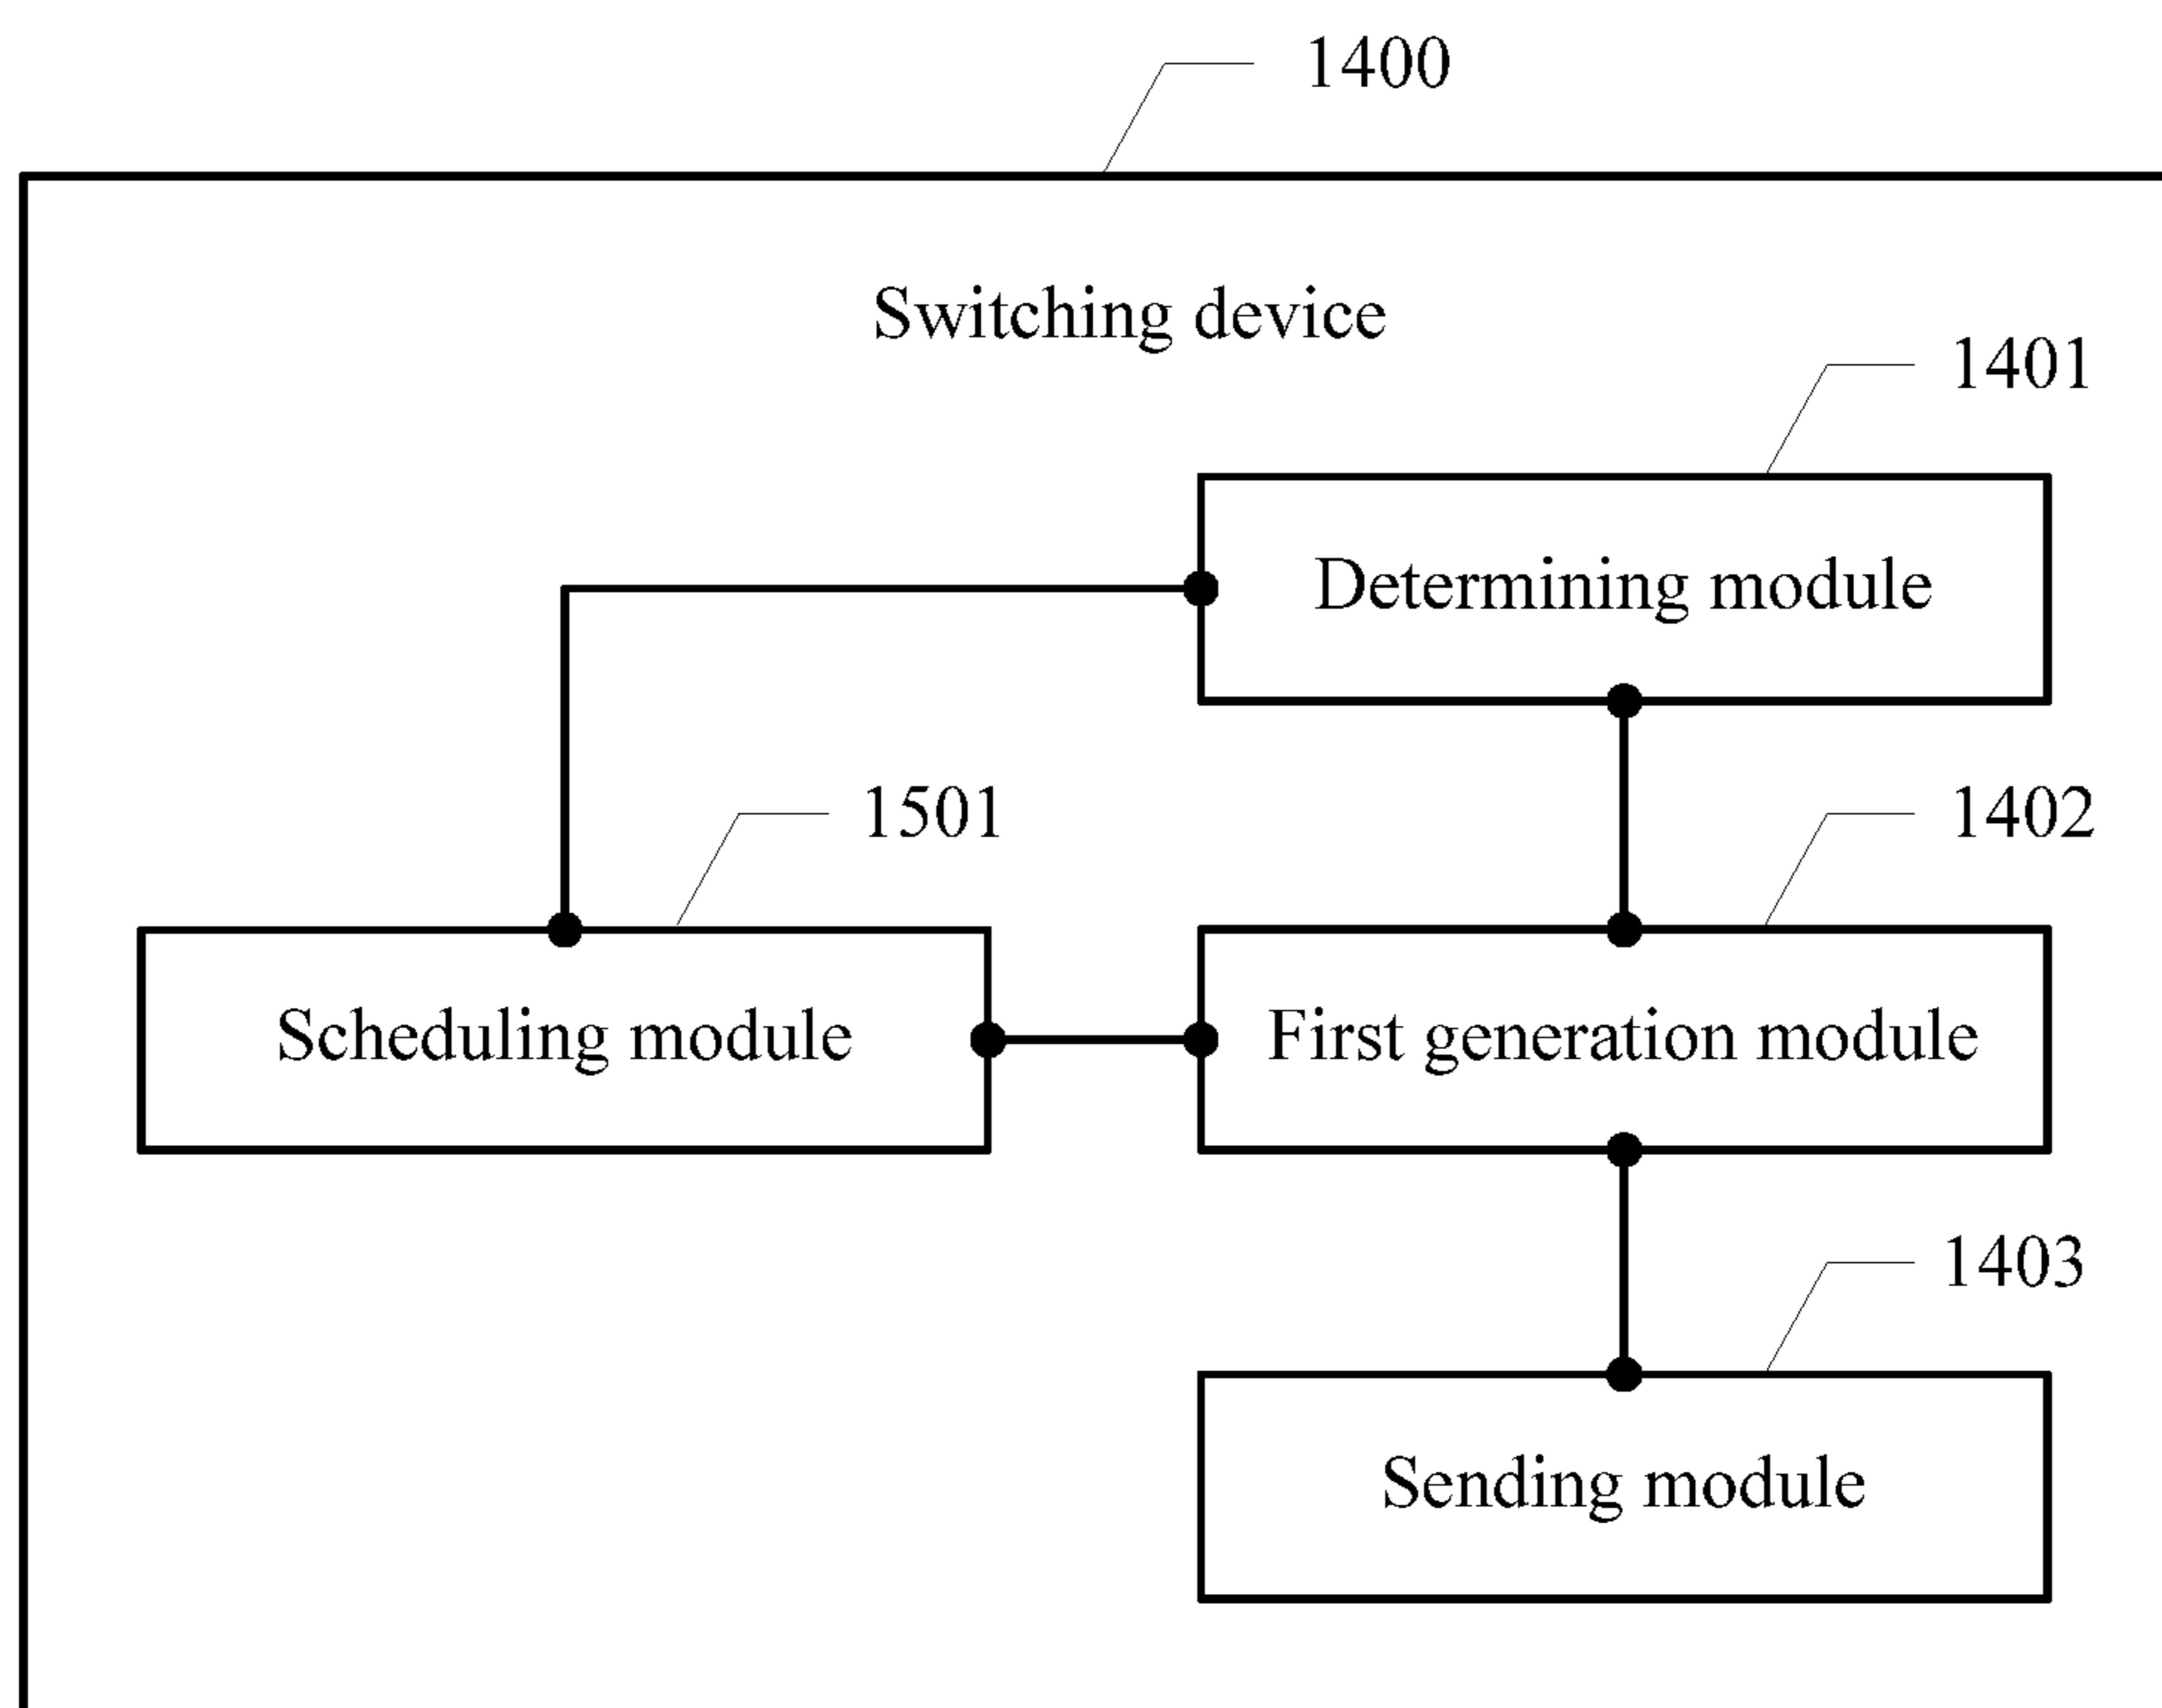 1400
Switching device
1401
Determining module
1501
1402
Scheduling module
First generation module
1403
Sending module